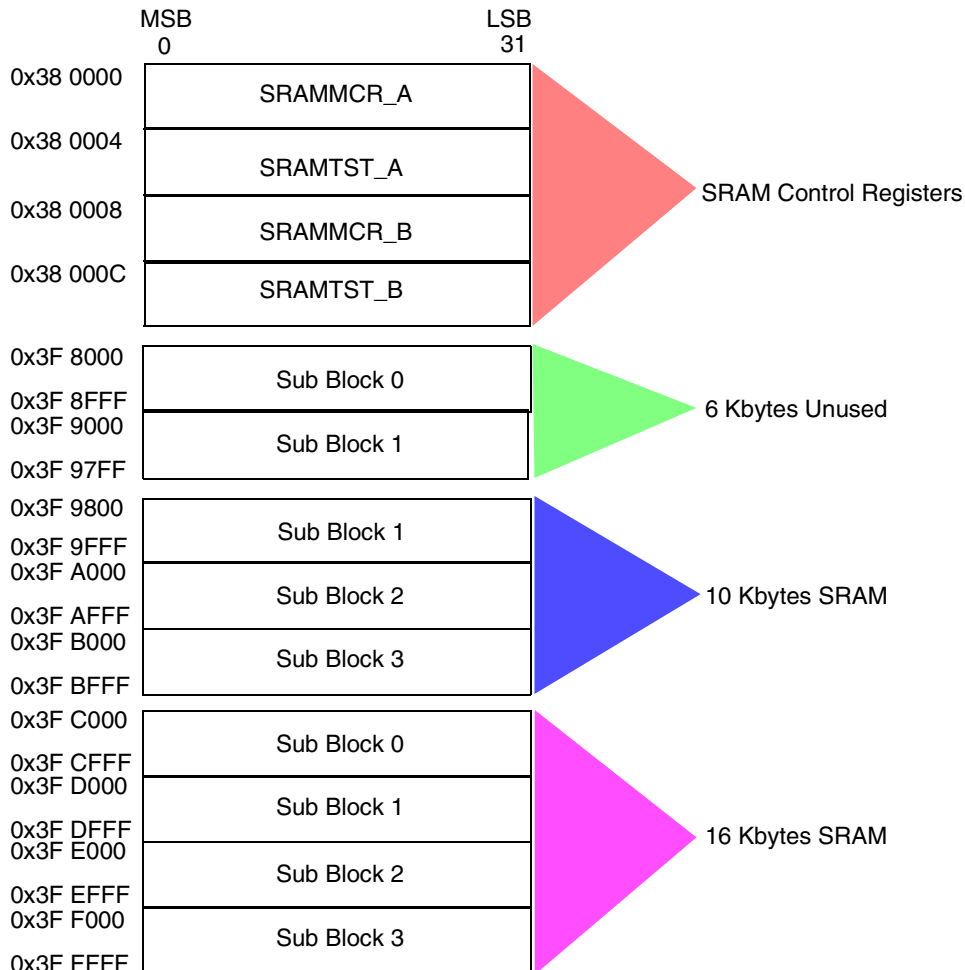 MSB LSB
0 31
0x38 0000
SRAMMCR_A
0x38 0004
SRAMTST_A
0x38 0008
SRAMMCR_B
0x38 000C
SRAMTST_B
SRAM Control Registers
0x3F 8000
Sub Block 0
0x3F 8FFF
0x3F 9000
Sub Block 1
0x3F 97FF
6 Kbytes Unused
0x3F 9800
Sub Block 1
0x3F 9FFF
0x3F A000
Sub Block 2
0x3F AFFF
0x3F B000
Sub Block 3
0x3F BFFF
10 Kbytes SRAM
0x3F C000
Sub Block 0
0x3F CFFF
0x3F D000
Sub Block 1
0x3F DFFF
0x3F E000
Sub Block 2
0x3F EFFF
0x3F F000
Sub Block 3
0x3F FFFF
16 Kbytes SRAM